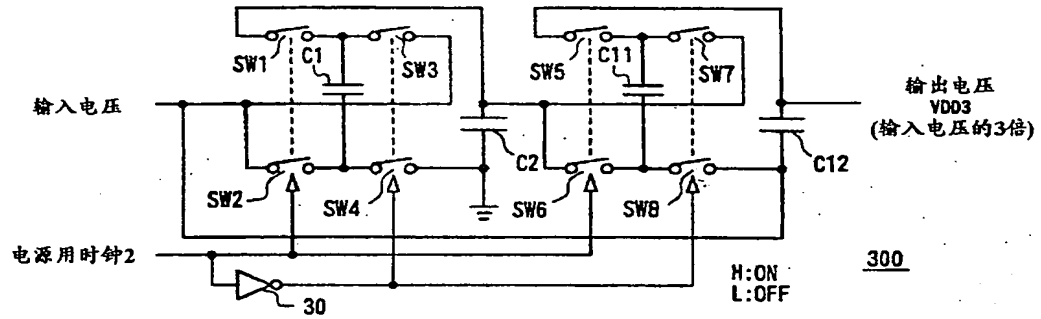 SW1
C1
SW3
SW5
C11
SW7
输入电压
输出电压
VDD3
(输入电压的3倍)
C2
C12
SW2
SW4
SW6
SW8
电源用时钟2
30
H:ON
L:OFF
300